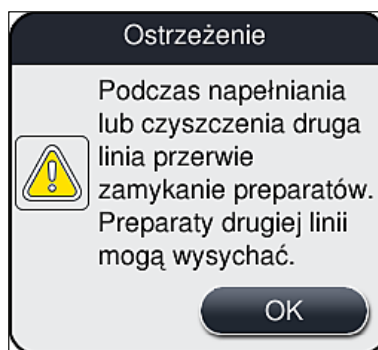 Ostrzeżenie
Podczas napełniania
lub czyszczenia druga
linia przerwie
zamykanie preparatów.
Preparaty drugiej linii
mogą wysychać.
OK